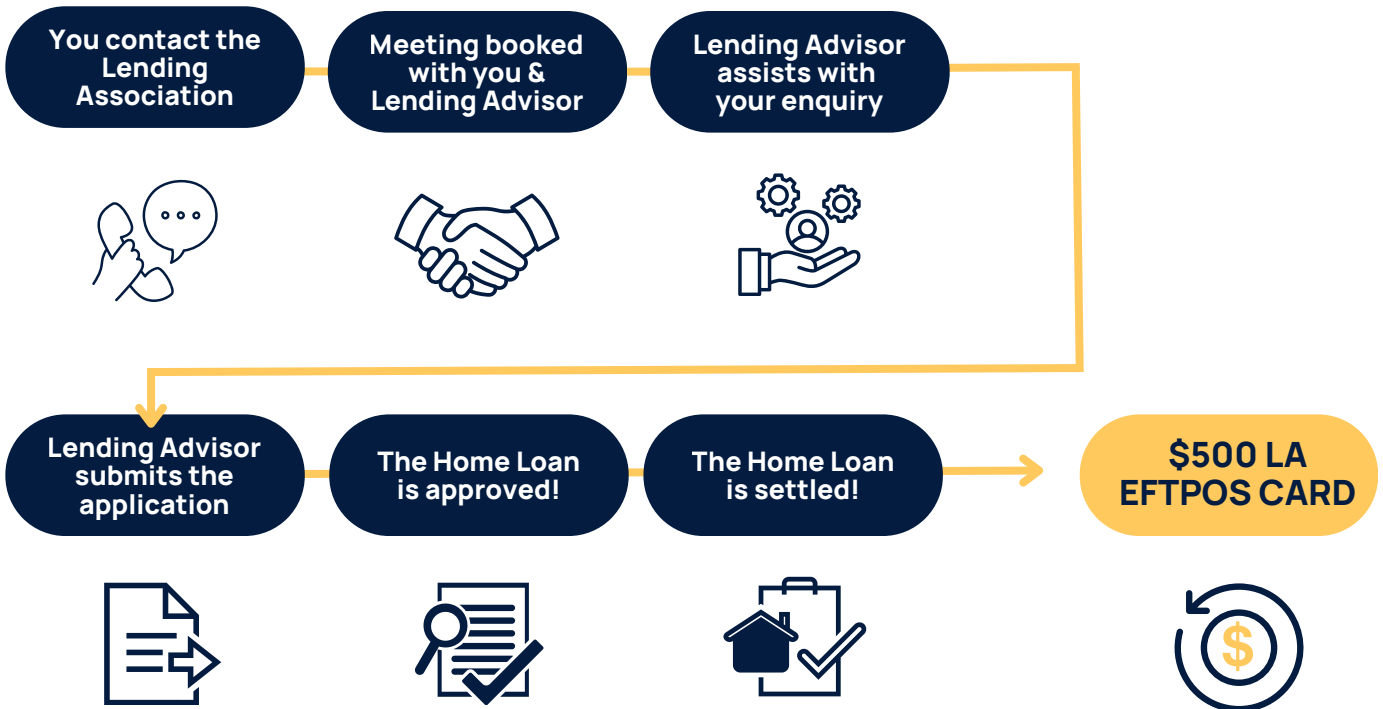 You contact the
Lending
Association
Meeting booked
with you &
Lending Advisor
Lending Advisor
assists with
your enquiry
Lending Advisor
submits the
application
The Home Loan
is approved!
The Home Loan
is settled!
$500 LA
EFTPOS CARD
$